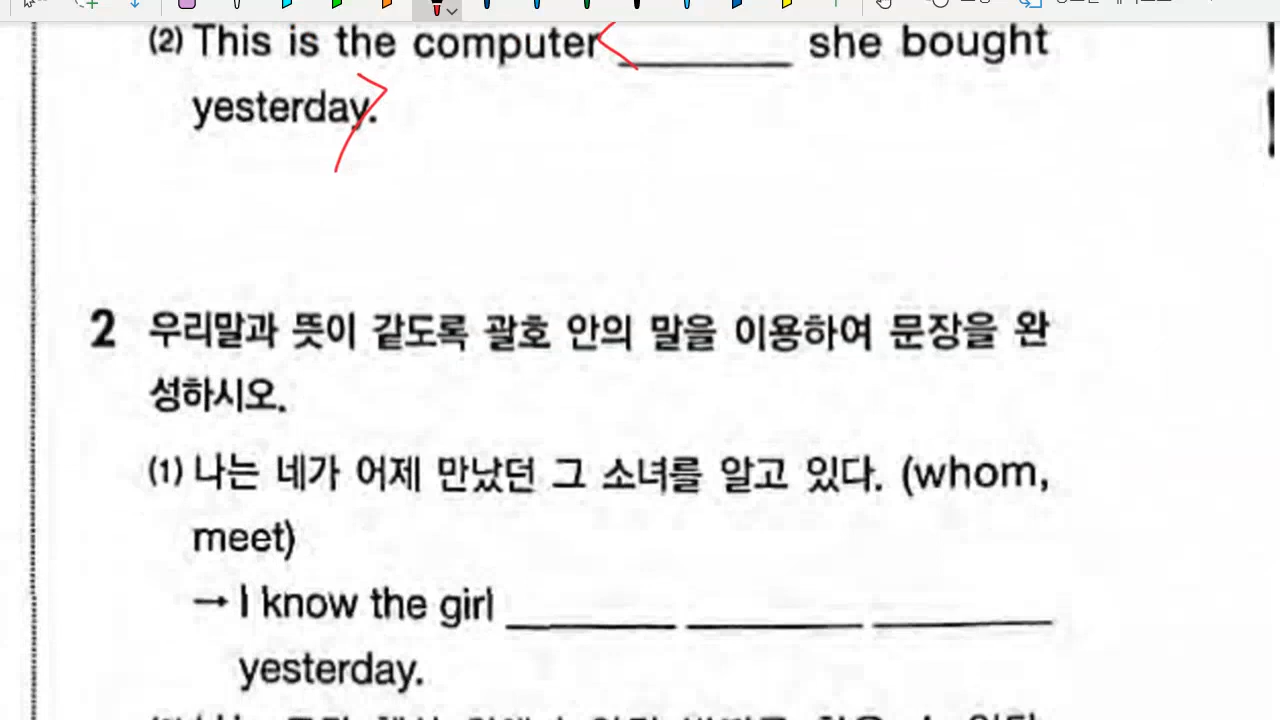 (2) This is the computer ________ she bought
yesterday.
2 우리말과 뜻이 같도록 괄호 안의 말을 이용하여 문장을 완
성하시오.
(1) 나는 네가 어제 만났던 그 소녀를 알고 있다. (whom,
meet)
→ I know the girl ________ ________ ________
yesterday.